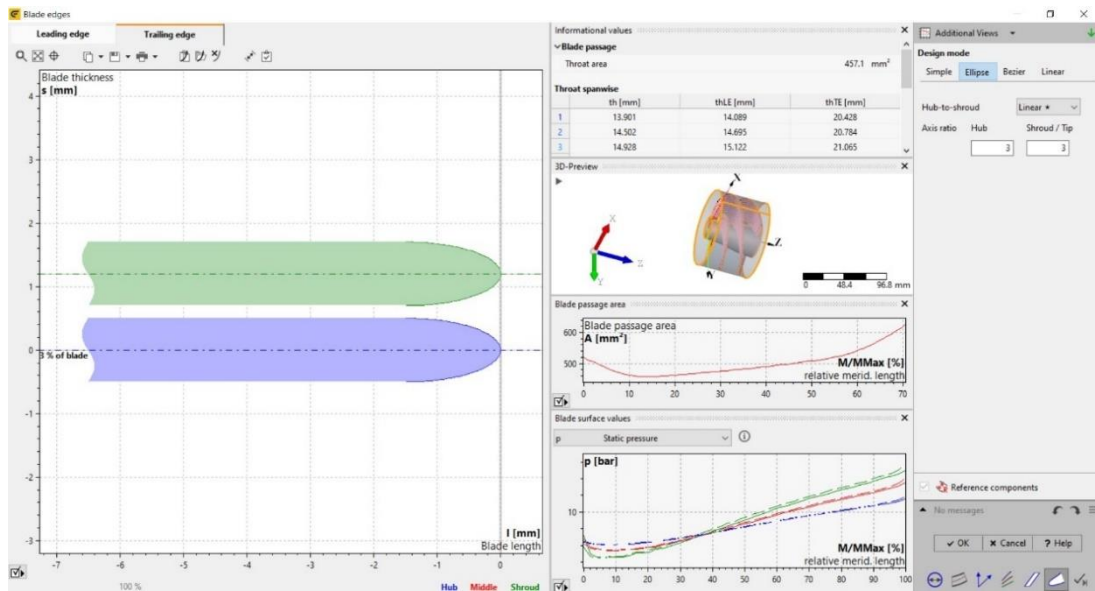 Blade edges
Leading edge Trailing edge
Blade thickness
s [mm]
4
3
2
1
0
-1
-2
-3
3 % of blade
l [mm]
Blade length
-7 -6 -5 -4 -3 -2 -1 0
100 % Hub Middle Shroud
Informational values
Blade passage
Throat area 457.1 mm²
Throat spanwise
th [mm] thLE [mm] thTE [mm]
1 13.901 14.089 20.428
2 14.502 14.695 20.784
3 14.928 15.122 21.065
3D-Preview
X
Z
X
Y
Z
0 48.4 96.8 mm
Blade passage area
Blade passage area
A [mm²]
600
500
M/MMax [%]
relative merid. length
0 10 20 30 40 50 60 70
Blade surface values
p Static pressure
p [bar]
10
M/MMax [%]
relative merid. length
0 10 20 30 40 50 60 70 80 90 100
Additional Views
Design mode
Simple Ellipse Bezier Linear
Hub-to-shroud Linear *
Axis ratio Hub Shroud / Tip
3 3
Reference components
No messages
OK Cancel ? Help